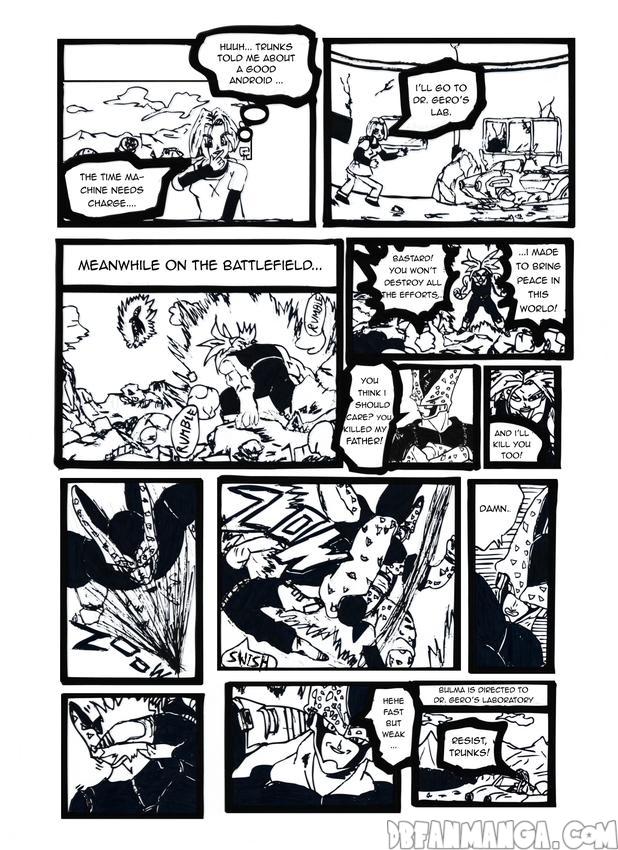 HUUH... TRUNKS
TOLD ME ABOUT
A GOOD
ANDROID ...
THE TIME MA-
CHINE NEEDS
CHARGE....
I'LL GO TO
DR. GERO'S
LAB.
MEANWHILE ON THE BATTLEFIELD...
RUMBLE
RUMBLE
BASTARD!
YOU WON'T
DESTROY ALL
THE EFFORTS...
...I MADE
TO BRING
PEACE IN
THIS
WORLD!
YOU
THINK I
SHOULD
CARE? YOU
KILLED MY
FATHER!
AND I'LL
KILL YOU
TOO!
ZOOM
ZOOM
SWISH
DAMN..
HEHE
FAST
BUT
WEAK
...
BULMA IS DIRECTED TO
DR. GERO'S LABORATORY
RESIST,
TRUNKS!
DBFANMANGA.COM